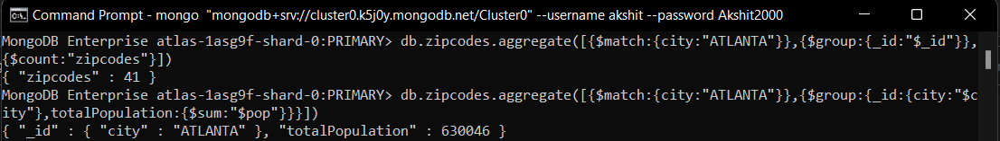 Command Prompt - mongo "mongodb+srv://cluster0.k5j0y.mongodb.net/Cluster0" --username akshit --password Akshit2000
MongoDB Enterprise atlas-1asg9f-shard-0:PRIMARY> db.zipcodes.aggregate([{$match:{city:"ATLANTA"}},{$group:{_id:"$_id"}},
{$count:"zipcodes"}])
{ "zipcodes" : 41 }
MongoDB Enterprise atlas-1asg9f-shard-0:PRIMARY> db.zipcodes.aggregate([{$match:{city:"ATLANTA"}},{$group:{_id:{city:"$c
ity"},totalPopulation:{$sum:"$pop"}}}])
{ "_id" : { "city" : "ATLANTA" }, "totalPopulation" : 630046 }